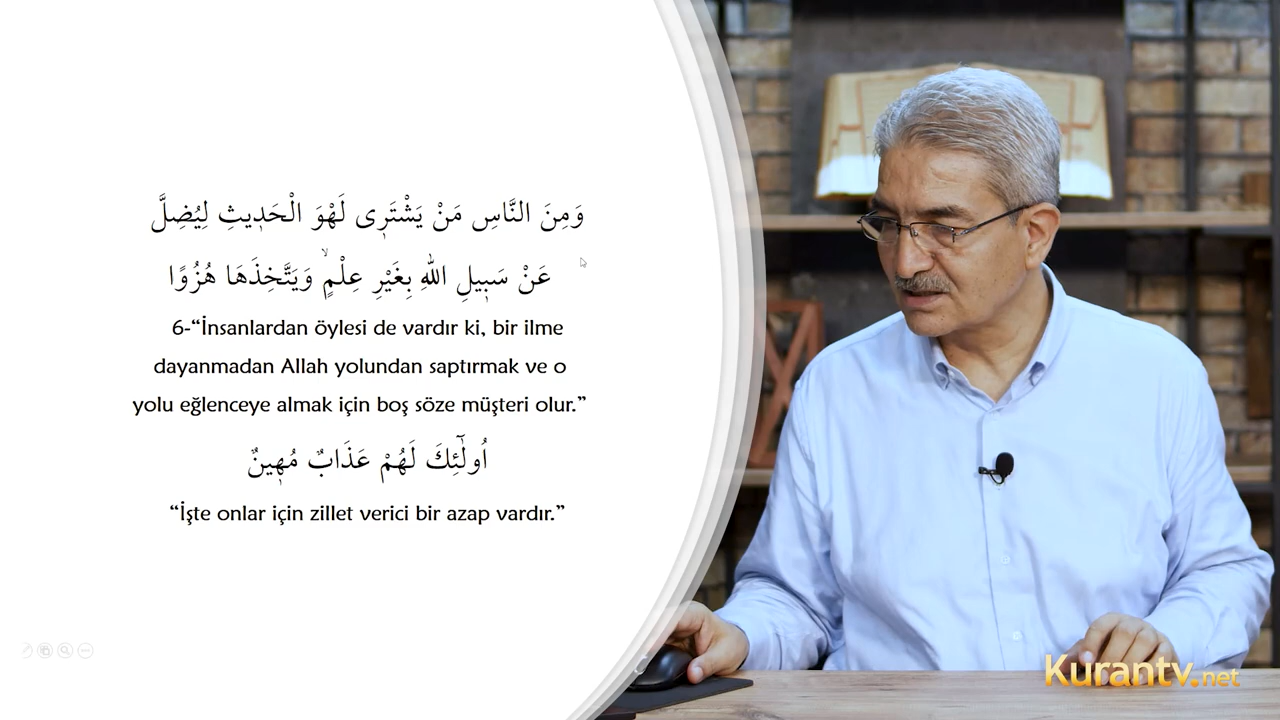 وَمِنَ النَّاسِ مَنْ يَشْتَرٖى لَهْوَ الْحَدٖيثِ لِيُضِلَّ
عَنْ سَبٖيلِ اللّٰهِ بِغَيْرِ عِلْمٍۙ وَيَتَّخِذَهَا هُزُوًا
6-“İnsanlardan öylesi de vardır ki, bir ilme
dayanmadan Allah yolundan saptırmak ve o
yolu eğlenceye almak için boş söze müşteri olur.”
اُولٰٓئِكَ لَهُمْ عَذَابٌ مُهٖينٌ
“İşte onlar için zillet verici bir azap vardır.”
Kurantv.net